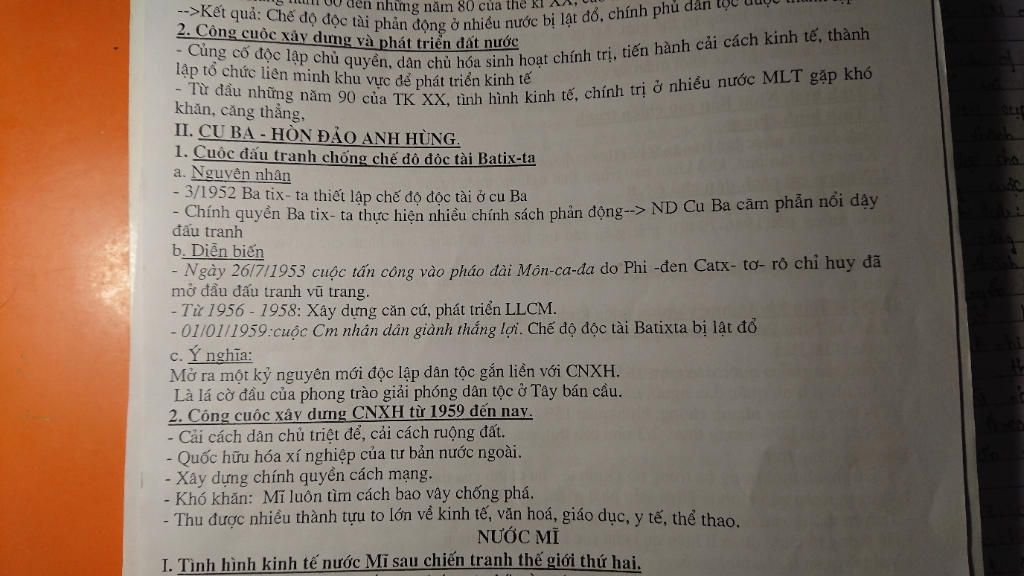 60 đến những năm 80 của thế kỉ XX,
-->Kết quả: Chế độ độc tài phản động ở nhiều nước bị lật đổ, chính phủ dân tộc được thành lập
2. Công cuộc xây dựng và phát triển đất nước
- Củng cố độc lập chủ quyền, dân chủ hóa sinh hoạt chính trị, tiến hành cải cách kinh tế, thành
lập tổ chức liên minh khu vực để phát triển kinh tế
- Từ đầu những năm 90 của TK XX, tình hình kinh tế, chính trị ở nhiều nước MLT gặp khó
khăn, căng thẳng,
II. CU BA - HÒN ĐẢO ANH HÙNG.
1. Cuộc đấu tranh chống chế độ độc tài Batix-ta
a. Nguyên nhân
- 3/1952 Ba tix- ta thiết lập chế độ độc tài ở cu Ba
- Chính quyền Ba tix- ta thực hiện nhiều chính sách phản động--> ND Cu Ba căm phẫn nổi dậy
đấu tranh
b. Diễn biến
- Ngày 26/7/1953 cuộc tấn công vào pháo đài Môn-ca-đa do Phi -đen Catx- tơ- rô chỉ huy đã
mở đầu đấu tranh vũ trang.
- Từ 1956 - 1958: Xây dựng căn cứ, phát triển LLCM.
- 01/01/1959:cuộc Cm nhân dân giành thắng lợi. Chế độ độc tài Batixta bị lật đổ
c. Ý nghĩa:
Mở ra một kỷ nguyên mới độc lập dân tộc gắn liền với CNXH.
Là lá cờ đầu của phong trào giải phóng dân tộc ở Tây bán cầu.
2. Công cuộc xây dựng CNXH từ 1959 đến nay.
- Cải cách dân chủ triệt để, cải cách ruộng đất.
- Quốc hữu hóa xí nghiệp của tư bản nước ngoài.
- Xây dựng chính quyền cách mạng.
- Khó khăn: Mĩ luôn tìm cách bao vây chống phá,
- Thu được nhiều thành tựu to lớn về kinh tế, văn hoá, giáo dục, y tế, thể thao.
NƯỚC MĨ
I. Tình hình kinh tế nước Mĩ sau chiến tranh thế giới thứ hai.